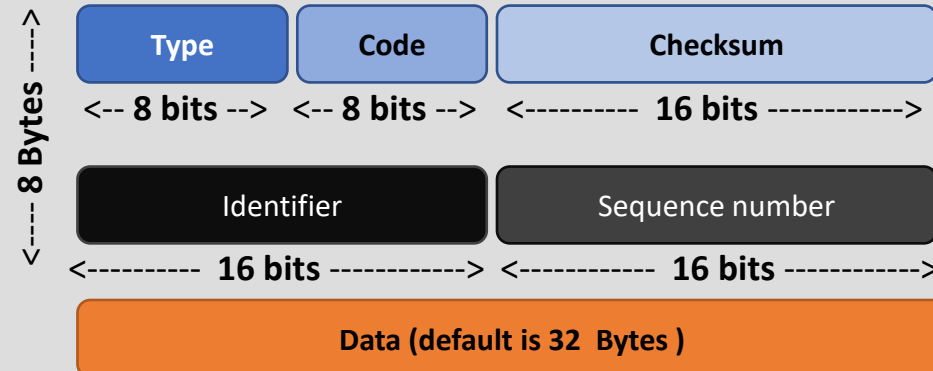 Type Code Checksum
<-- 8 bits --> <-- 8 bits --> <---------- 16 bits ---------->
<----- 8 Bytes ----->
Identifier Sequence number
<---------- 16 bits -----------> <----------- 16 bits ----------->
Data (default is 32 Bytes )